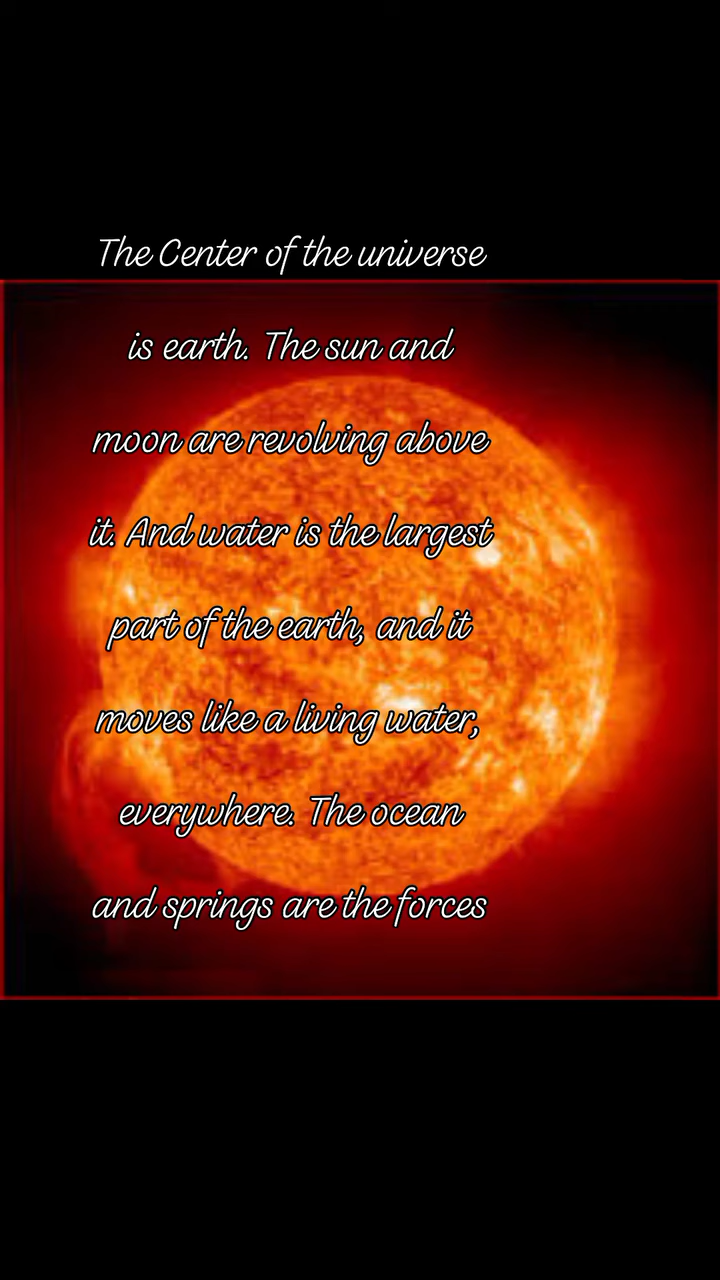 The Center of the universe
is earth. The sun and
moon are revolving above
it. And water is the largest
part of the earth, and it
moves like a living water,
everywhere. The ocean
and springs are the forces